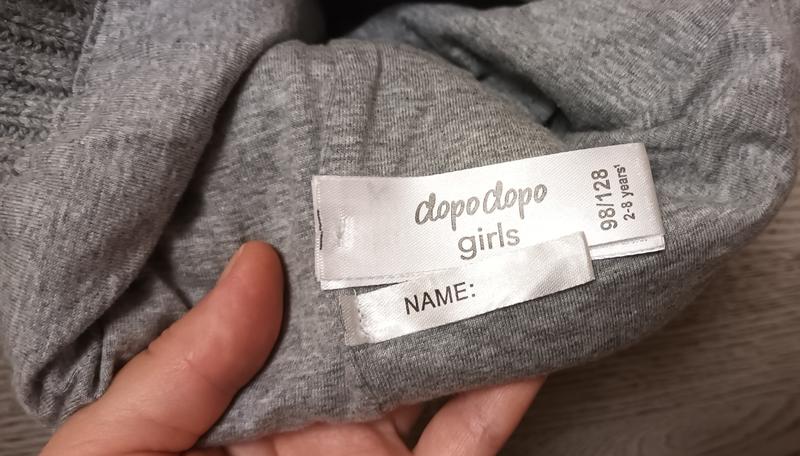 dopodopo
girls
98/128
2-8 years¹
NAME: